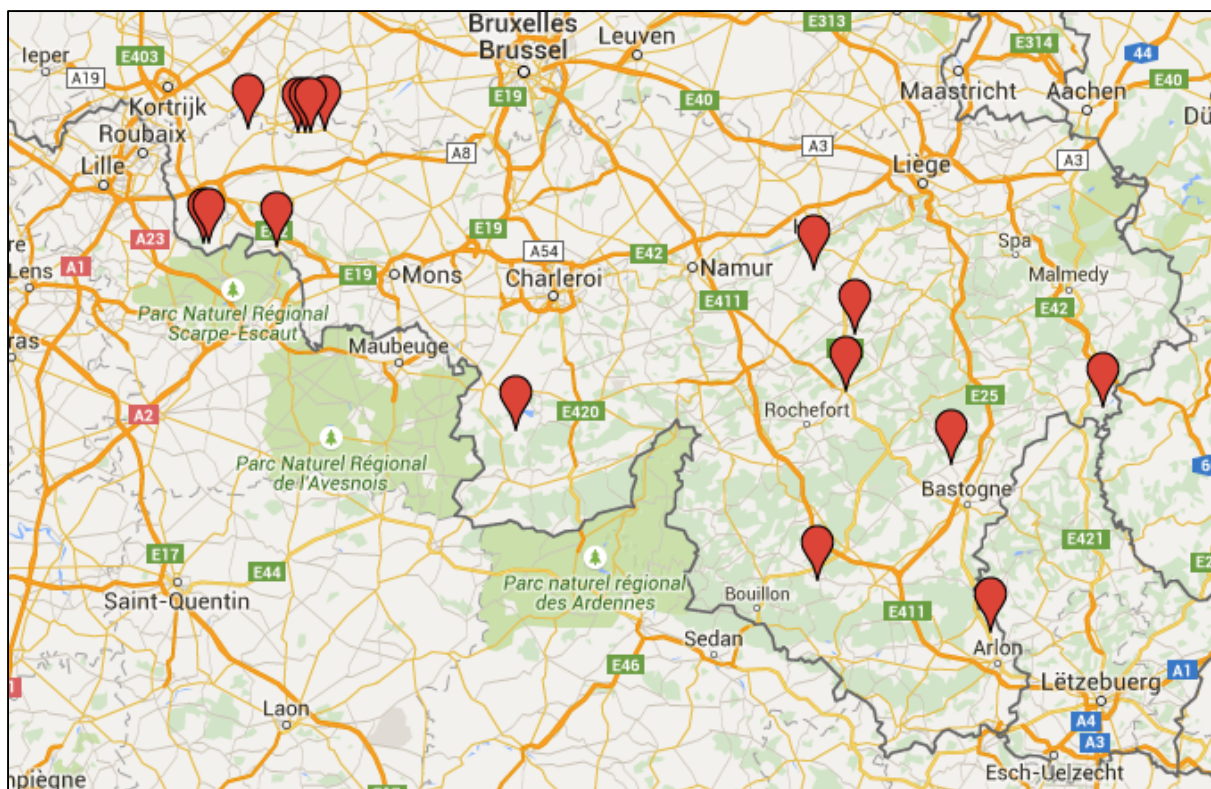 Bruxelles
Brussel
Leuven
E313
E314
44
Ieper
E403
A19
Kortrijk
Roubaix
Lille
E19
E40
Maastricht
Aachen
E40
Dü
A8
A3
Liège
A3
A23
A1
Lens
E19
A54
E42
E19
Mons
Charleroi
Namur
E411
Spa
Malmedy
E42
Parc Naturel Régional
Scarpe-Escaut
Maubeuge
A2
E420
Rochefort
E25
Parc Naturel Régional
de l'Avesnois
Bastogne
6
E421
E17
E44
Saint-Quentin
Parc naturel régional
des Ardennes
Bouillon
E411
Sedan
Arlon
E46
A1
Lëtzebuerg
Laon
A4
A3
Esch-Uelzecht
mpiègne